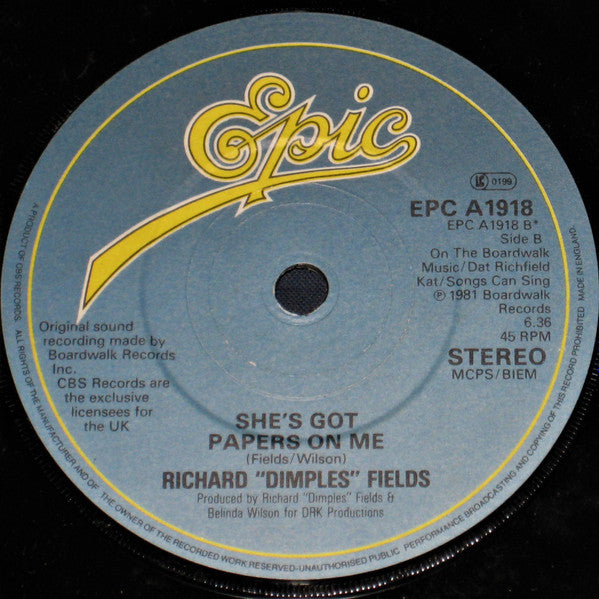 Epic
LC 0199
EPC A1918
EPC A1918 B*
Side B
On The Boardwalk
Music/Dat Richfield
Kat/Songs Can Sing
℗ 1981 Boardwalk
Records
6.36
45 RPM
STEREO
MCPS/BIEM
Original sound
recording made by
Boardwalk Records
Inc.
CBS Records are
the exclusive
licensees for
the UK
SHE'S GOT
PAPERS ON ME
(Fields/Wilson)
RICHARD "DIMPLES" FIELDS
Produced by Richard "Dimples" Fields &
Belinda Wilson for DRK Productions
A PRODUCT OF CBS RECORDS. ALL RIGHTS OF THE MANUFACTURER AND OF THE OWNER OF THE RECORDED WORK RESERVED-UNAUTHORISED PUBLIC PERFORMANCE BROADCASTING AND COPYING OF THIS RECORD PROHIBITED MADE IN ENGLAND.